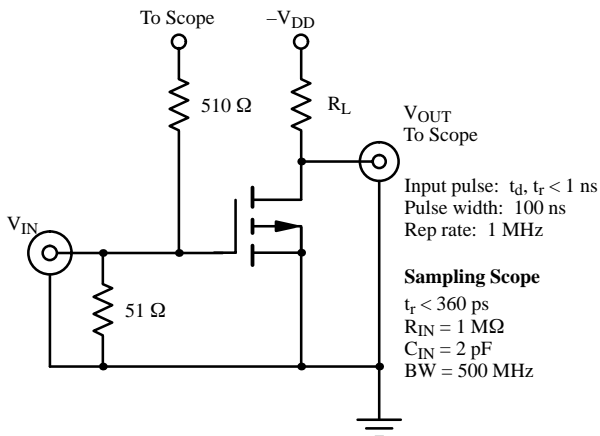 To Scope
–VDD
510 Ω
RL
VOUT
To Scope
VIN
51 Ω
Input pulse: td, tr < 1 ns
Pulse width: 100 ns
Rep rate: 1 MHz
Sampling Scope
tr < 360 ps
RIN = 1 MΩ
CIN = 2 pF
BW = 500 MHz